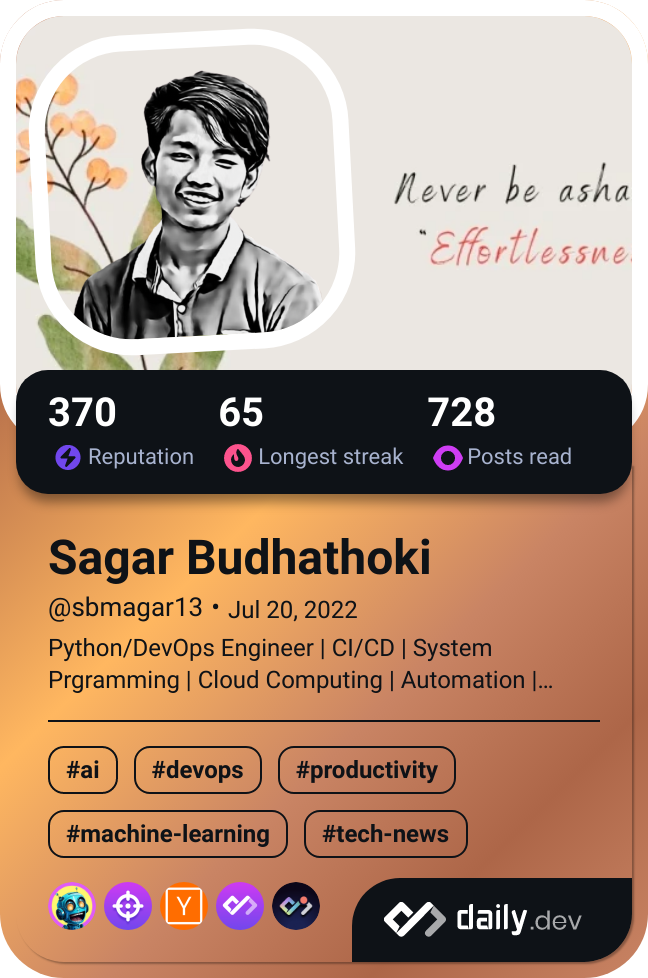 Never be asha
"Effortlessne
370 65 728
Reputation Longest streak Posts read
Sagar Budhathoki
@sbmagar13 • Jul 20, 2022
Python/DevOps Engineer | CI/CD | System
Prgramming | Cloud Computing | Automation |...
#ai #devops #productivity
#machine-learning #tech-news
Y
daily.dev